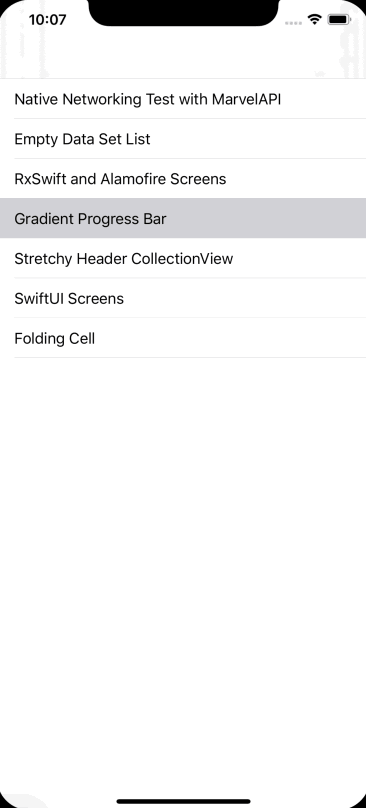 10:07
Native Networking Test with MarvelAPI
Empty Data Set List
RxSwift and Alamofire Screens
Gradient Progress Bar
Stretchy Header CollectionView
SwiftUI Screens
Folding Cell